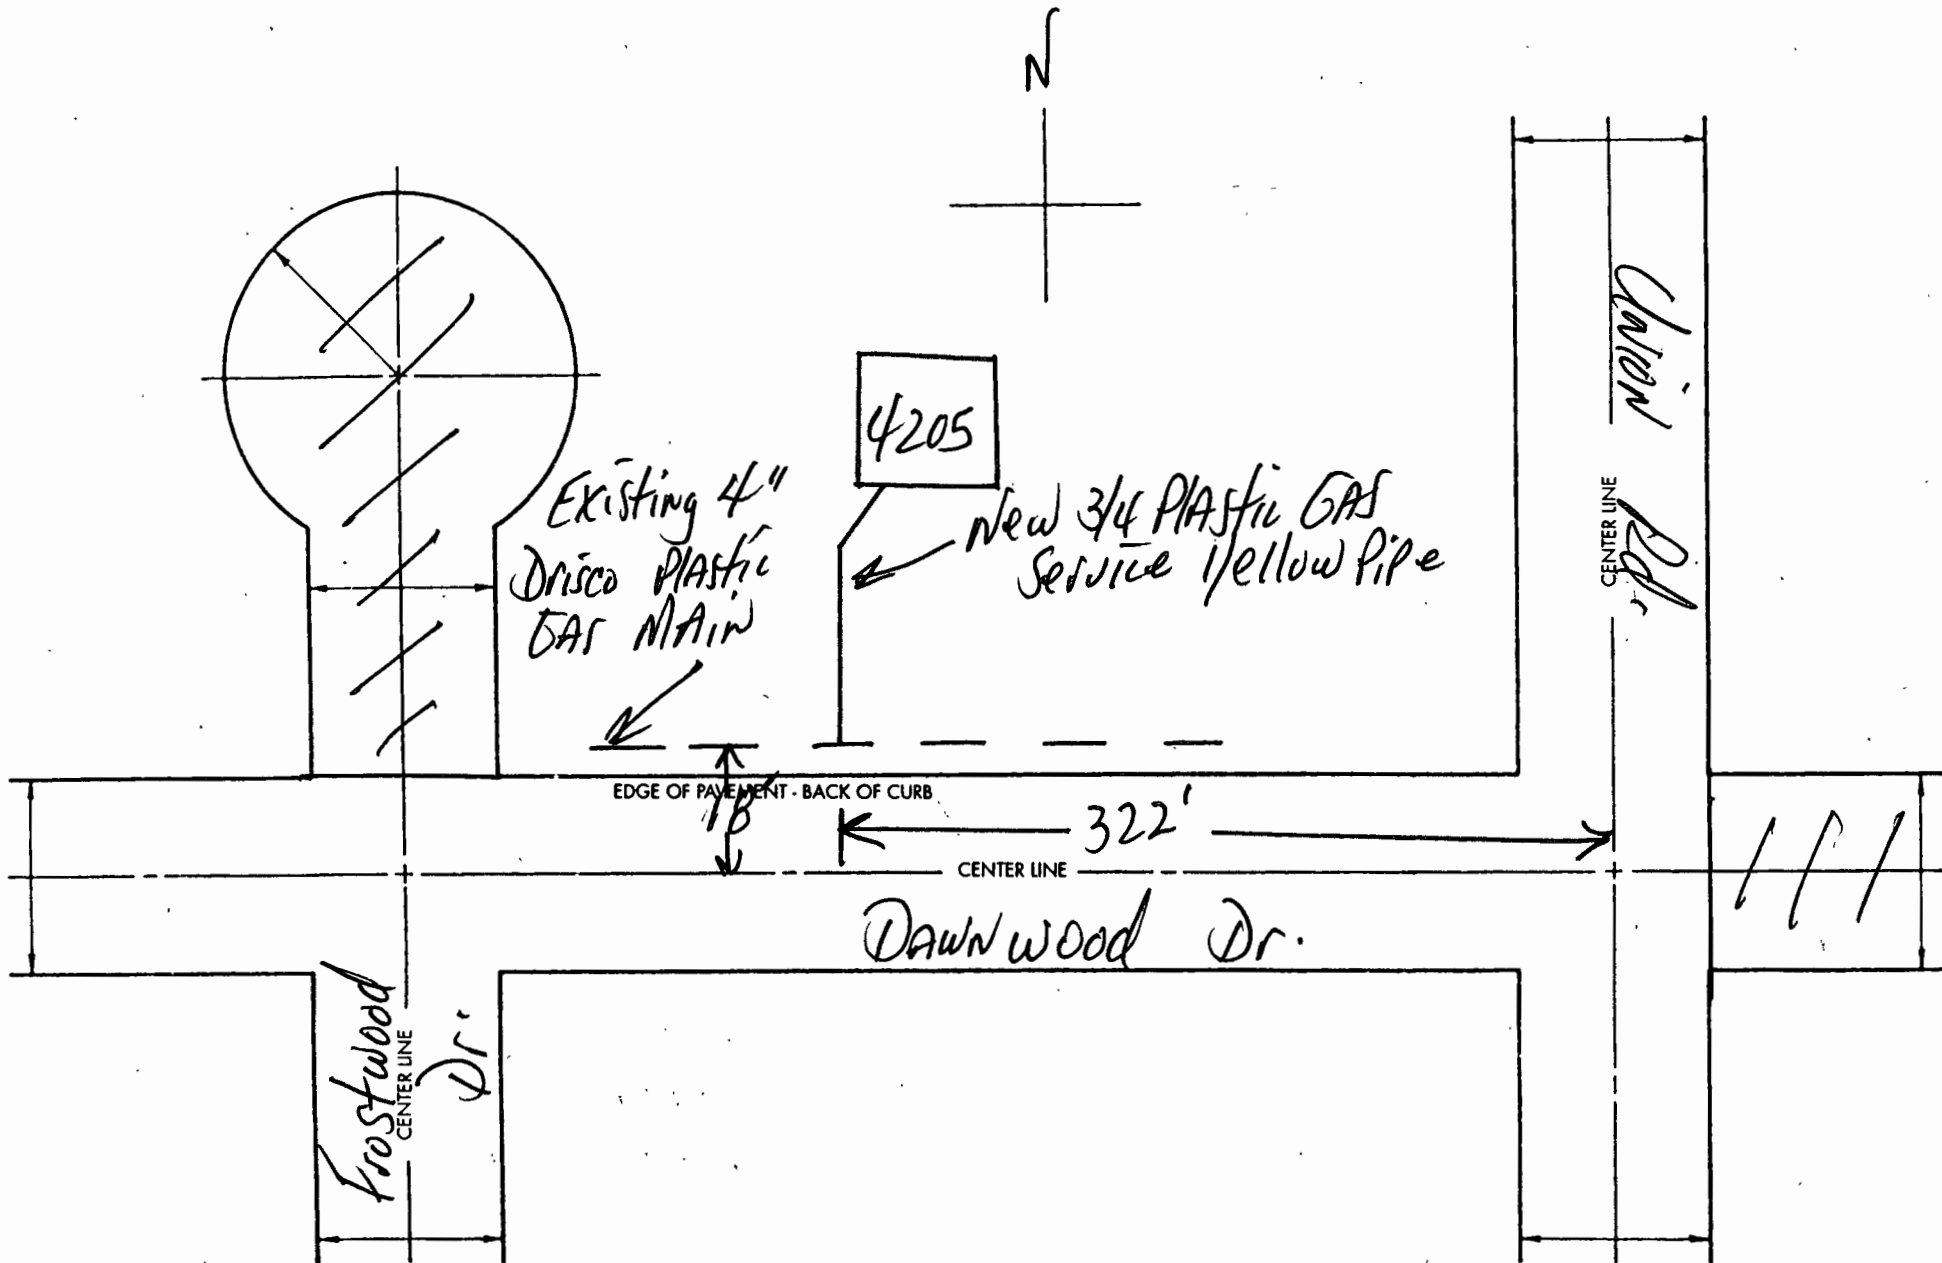 N
4205
Existing 4"
Drisco Plastic
GAS MAin
New 3/4 PlAstic GAS
Service Yellow PiPe
Union Rd.
CENTER LINE
EDGE OF PAVEMENT - BACK OF CURB
18'
322'
CENTER LINE
DAWNWOOD Dr.
Frostwood Dr.
CENTER LINE